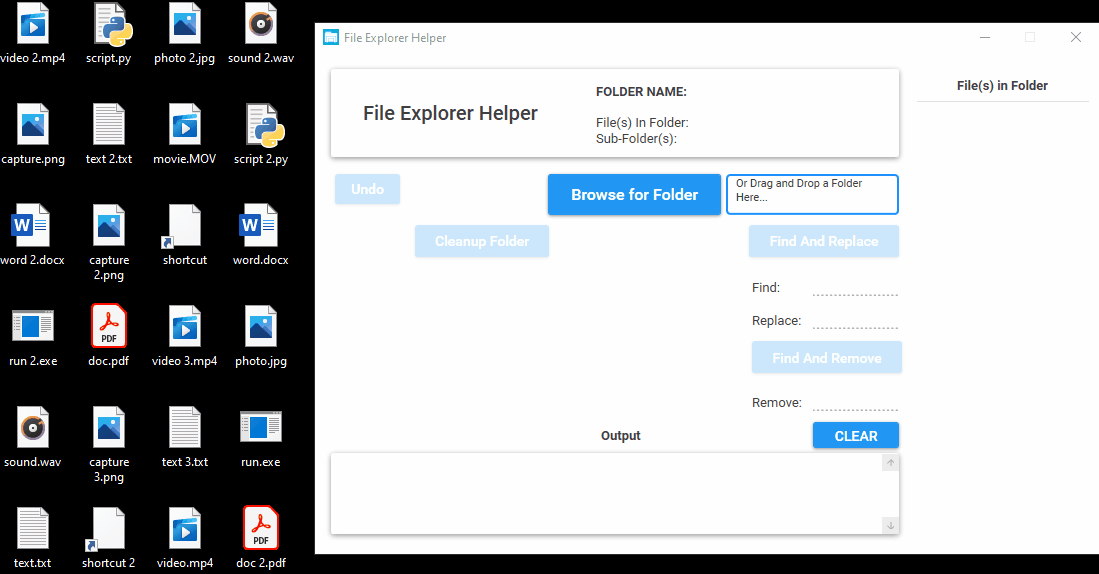 video 2.mp4
script.py
photo 2.jpg
sound 2.wav
capture.png
text 2.txt
movie.MOV
script 2.py
W
W
word 2.docx
capture
2.png
shortcut
word.docx
PDF
run 2.exe
doc.pdf
video 3.mp4
photo.jpg
sound.wav
capture
3.png
text 3.txt
run.exe
PDF
text.txt
shortcut 2
video.mp4
doc 2.pdf
File Explorer Helper
File Explorer Helper
FOLDER NAME:
File(s) In Folder:
Sub-Folder(s):
Undo
Browse for Folder
Or Drag and Drop a Folder
Here...
Cleanup Folder
Find And Replace
Find:
Replace:
Find And Remove
Remove:
Output
CLEAR
File(s) in Folder